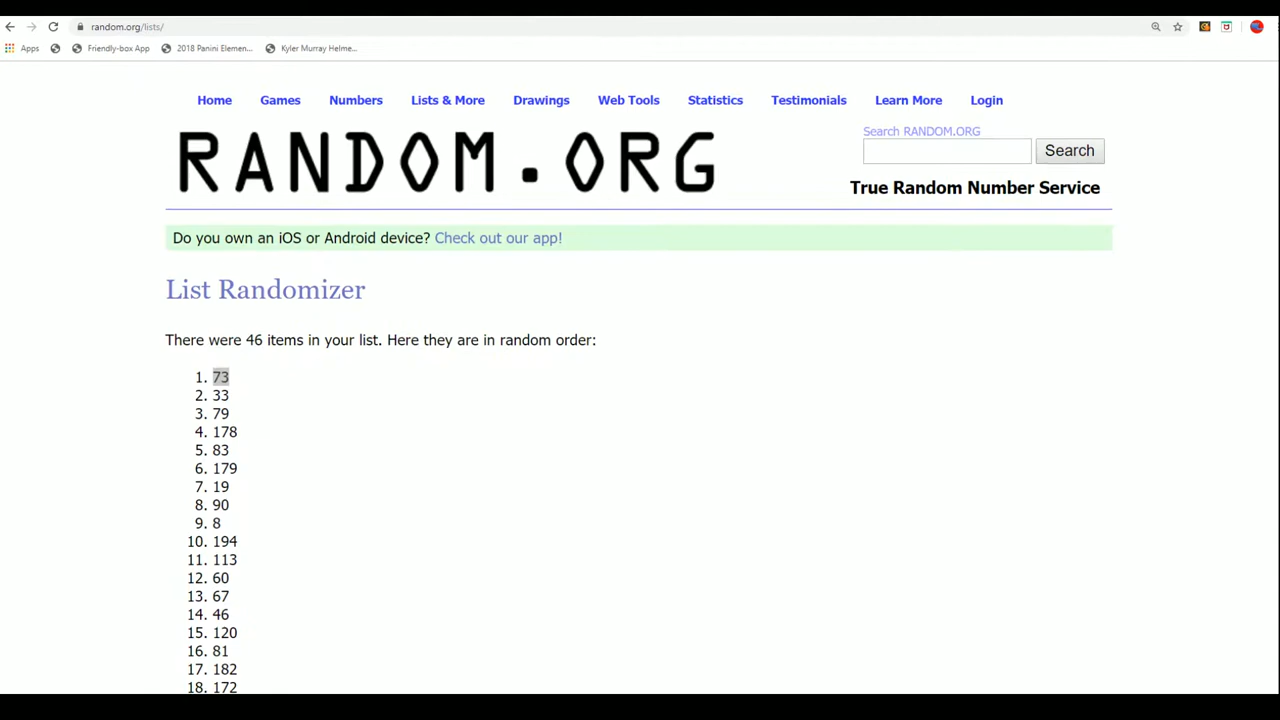 random.org/lists/
Apps Friendly-box App 2018 Panini Elemen... Kyler Murray Helme...
Home Games Numbers Lists & More Drawings Web Tools Statistics Testimonials Learn More Login
RANDOM.ORG
Search RANDOM.ORG
Search
True Random Number Service
Do you own an iOS or Android device? Check out our app!
List Randomizer
There were 46 items in your list. Here they are in random order:
1. 73
2. 33
3. 79
4. 178
5. 83
6. 179
7. 19
8. 90
9. 8
10. 194
11. 113
12. 60
13. 67
14. 46
15. 120
16. 81
17. 182
18. 172